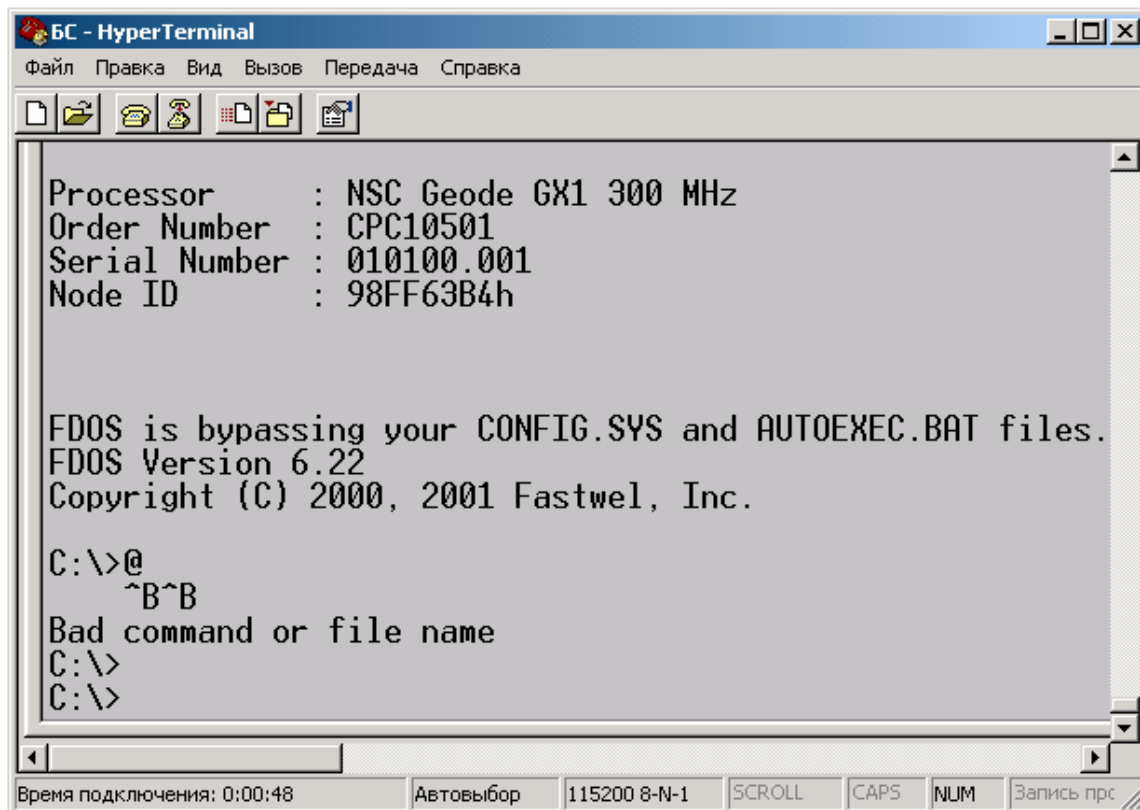 БС - HyperTerminal
Файл Правка Вид Вызов Передача Справка
Processor : NSC Geode GX1 300 MHz
Order Number : CPC10501
Serial Number : 010100.001
Node ID : 98FF63B4h
FDOS is bypassing your CONFIG.SYS and AUTOEXEC.BAT files.
FDOS Version 6.22
Copyright (C) 2000, 2001 Fastwel, Inc.
C:\>@
^B^B
Bad command or file name
C:\>
C:\>
Время подключения: 0:00:48 Автовыбор 115200 8-N-1 SCROLL CAPS NUM Запись прс